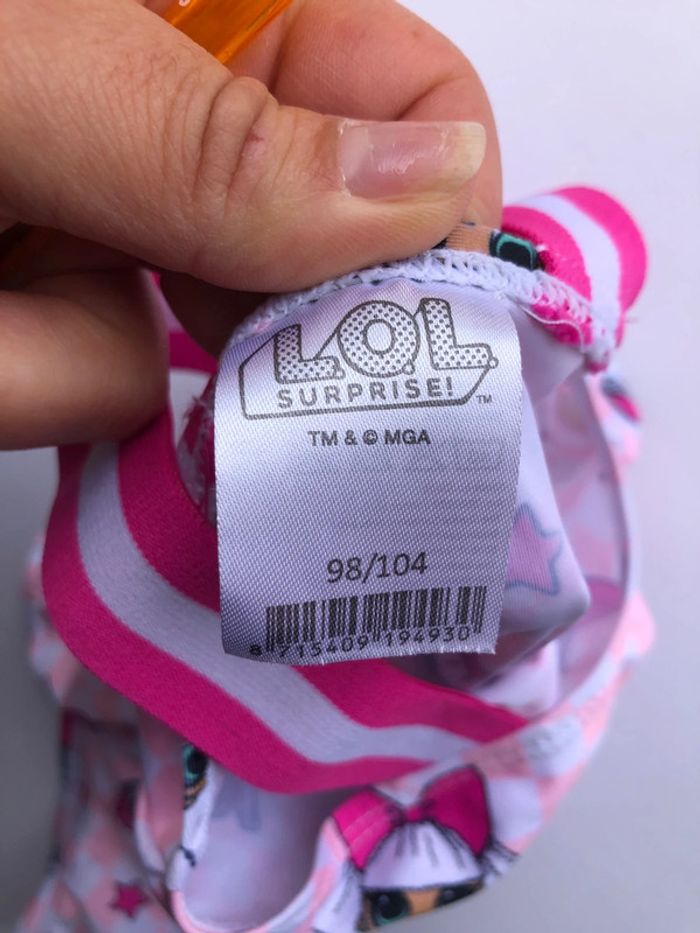 L.O.L.
SURPRISE!™
TM & © MGA
98/104
8 715409 194930